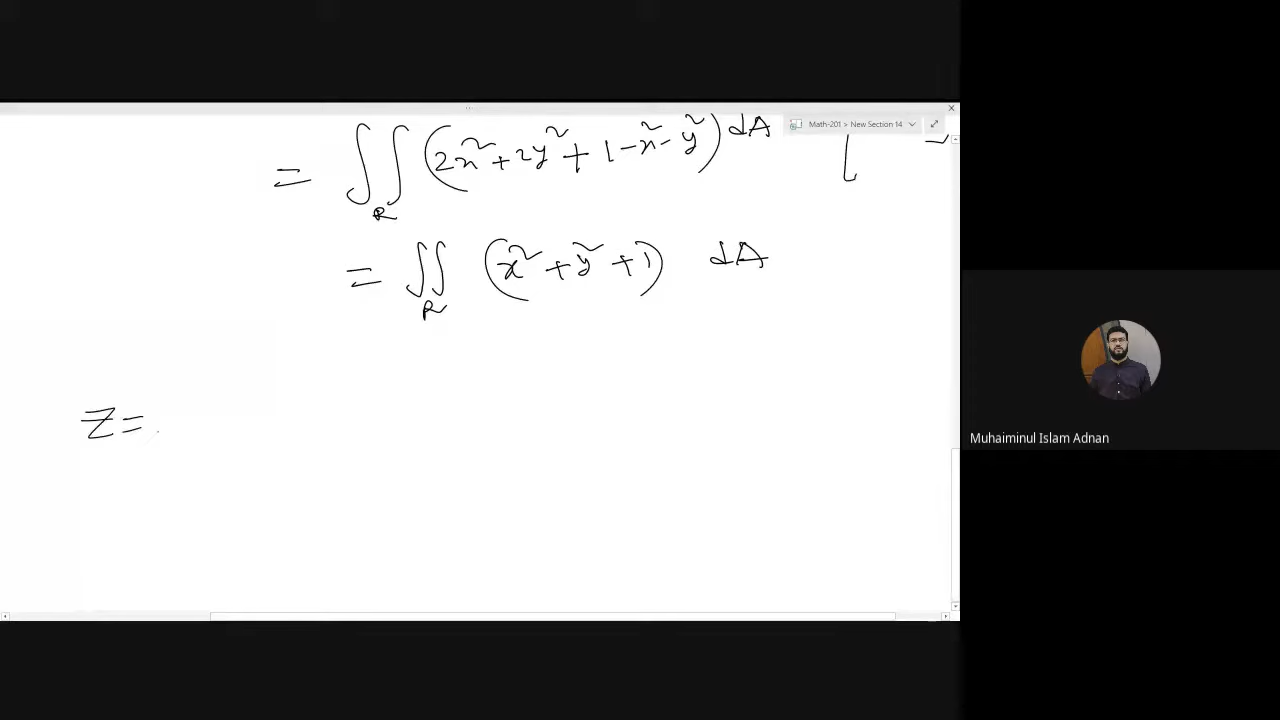 Math-201 > New Section 14
= ∬_R (2x² + 2y² + 1 - x² - y²) dA
= ∬_R (x² + y² + 1) dA
Z =
Muhaiminul Islam Adnan